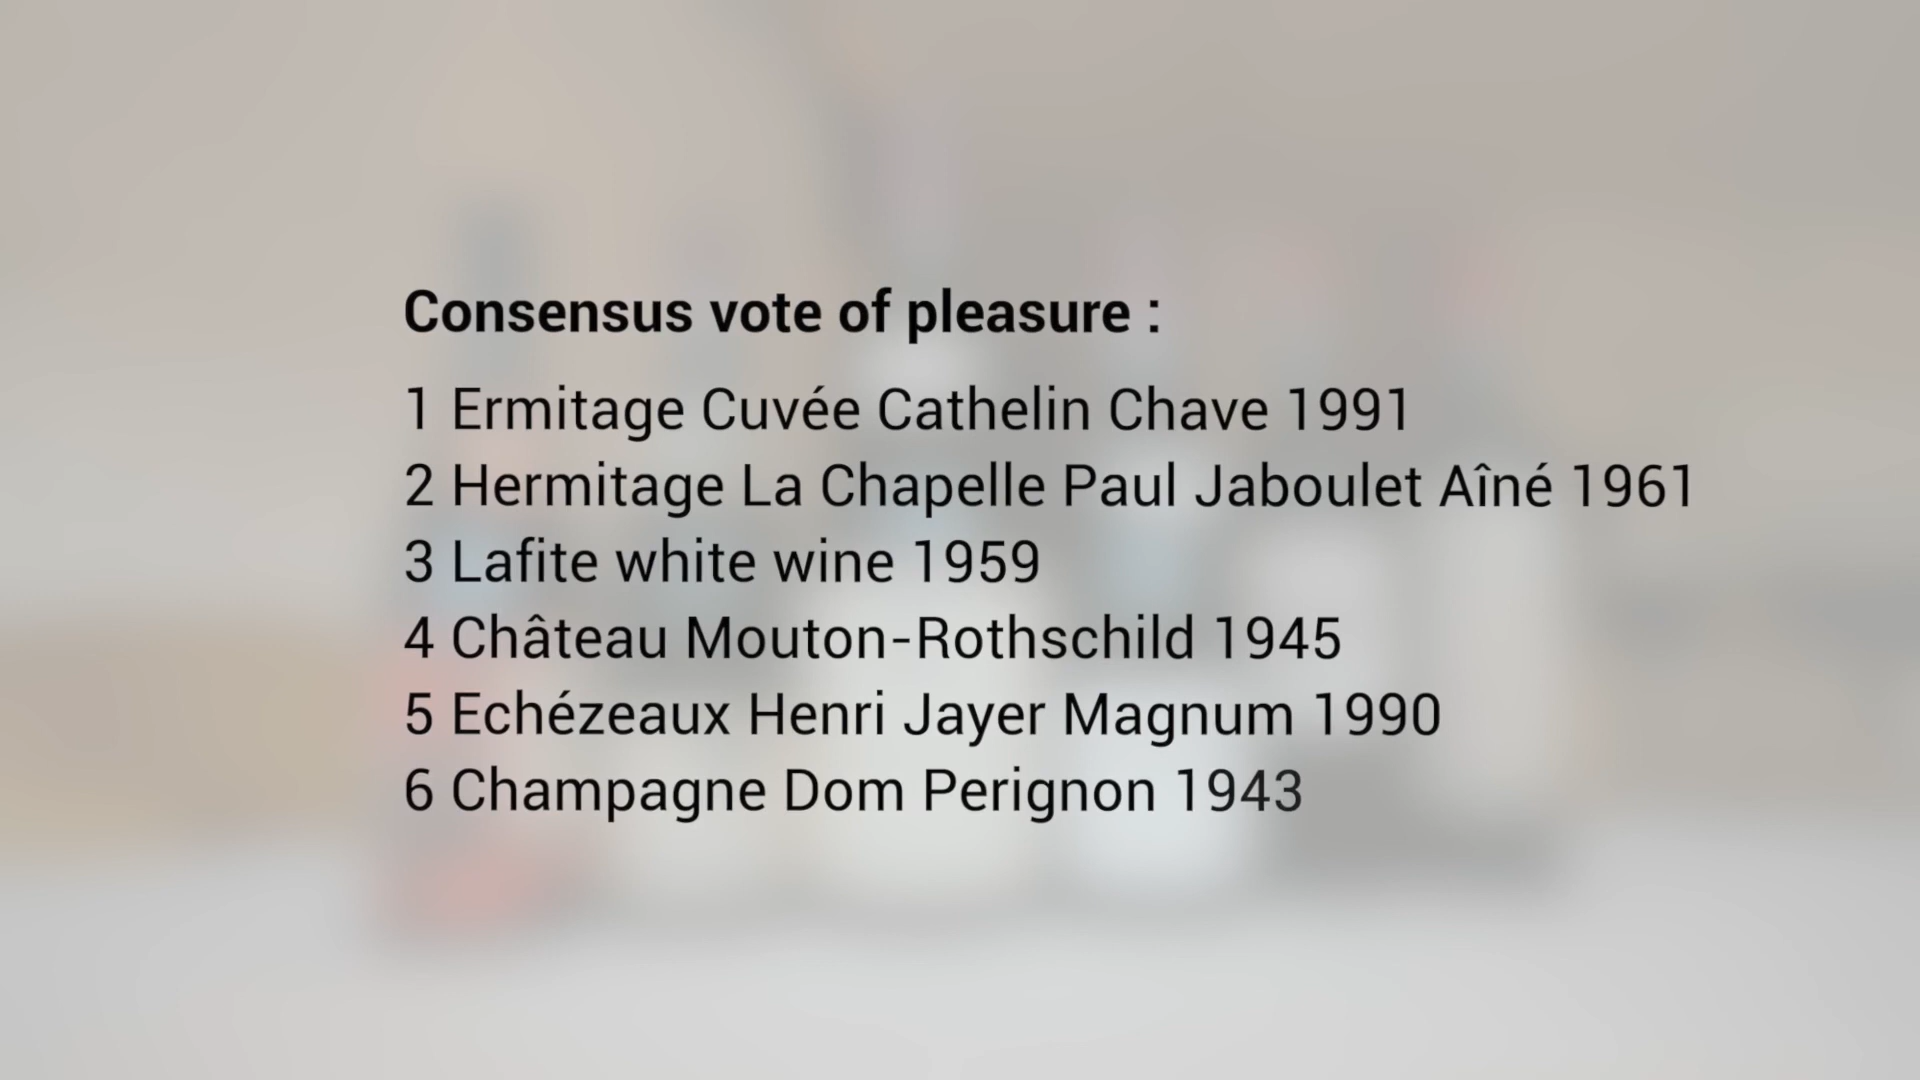 Consensus vote of pleasure :
1 Ermitage Cuvée Cathelin Chave 1991
2 Hermitage La Chapelle Paul Jaboulet Aîné 1961
3 Lafite white wine 1959
4 Château Mouton-Rothschild 1945
5 Echézeaux Henri Jayer Magnum 1990
6 Champagne Dom Perignon 1943